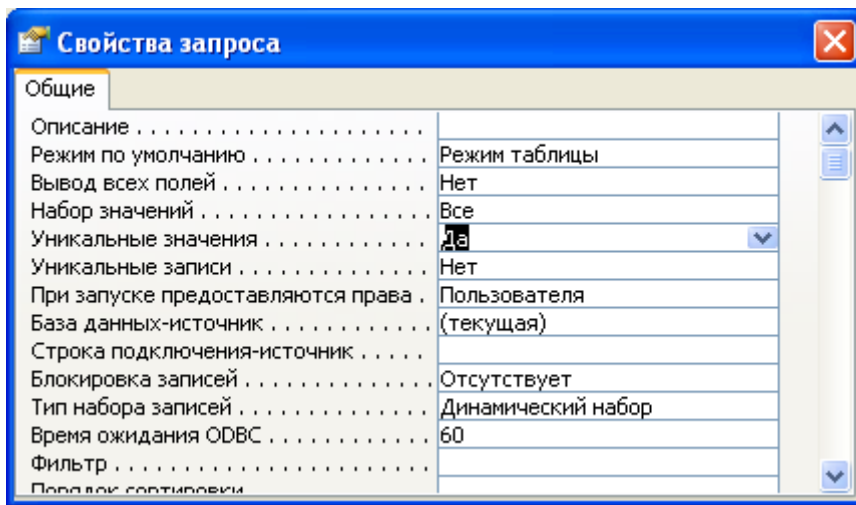 Свойства запроса
Общие
Описание . . . . . . . . . . . . . . . . . . . . . .
Режим по умолчанию . . . . . . . . . . . . . Режим таблицы
Вывод всех полей . . . . . . . . . . . . . . . Нет
Набор значений . . . . . . . . . . . . . . . . . Все
Уникальные значения . . . . . . . . . . . . Да
Уникальные записи . . . . . . . . . . . . . . Нет
При запуске предоставляются права . Пользователя
База данных-источник . . . . . . . . . . . . (текущая)
Строка подключения-источник . . . . .
Блокировка записей . . . . . . . . . . . . . . Отсутствует
Тип набора записей . . . . . . . . . . . . . . Динамический набор
Время ожидания ODBC . . . . . . . . . . . . 60
Фильтр . . . . . . . . . . . . . . . . . . . . . . . .
Порядок сортировки